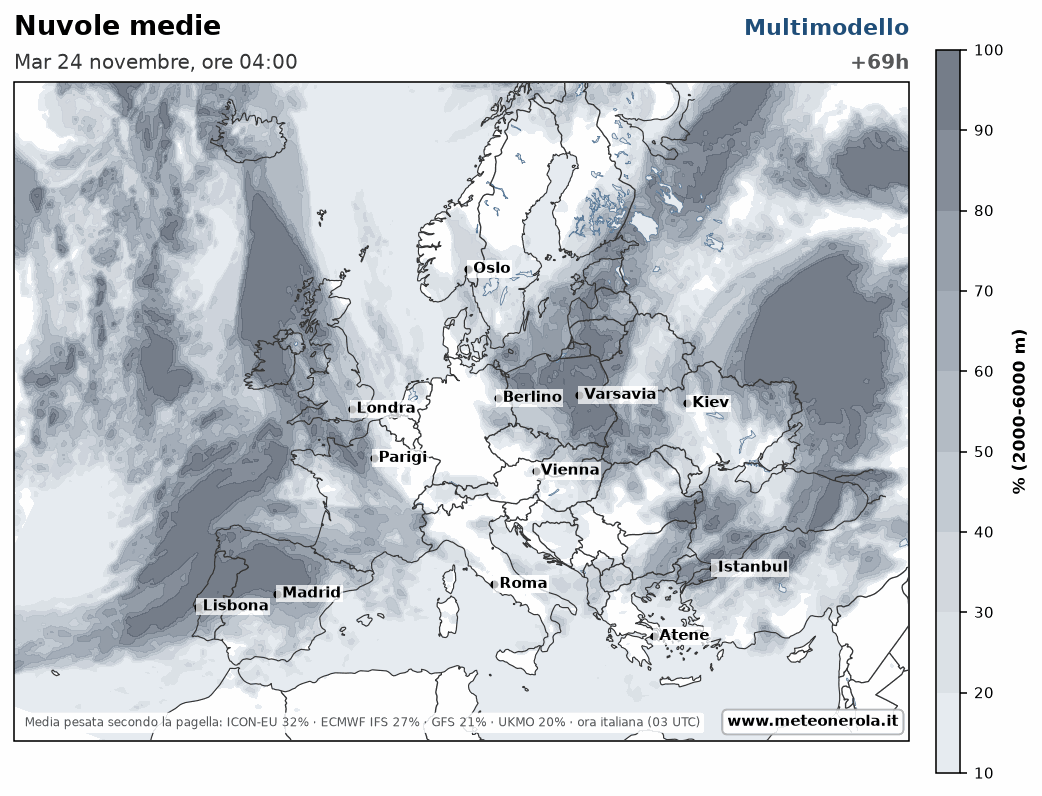 Nuvole medie
Multimodello
Mar 24 novembre, ore 04:00
+69h
100
90
80
70
60
50
40
30
20
10
% (2000-6000 m)
Oslo
Berlino
Varsavia
Kiev
Londra
Parigi
Vienna
Istanbul
Roma
Madrid
Lisbona
Atene
Media pesata secondo la pagella: ICON-EU 32% · ECMWF IFS 27% · GFS 21% · UKMO 20% · ora italiana (03 UTC)
www.meteonerola.it